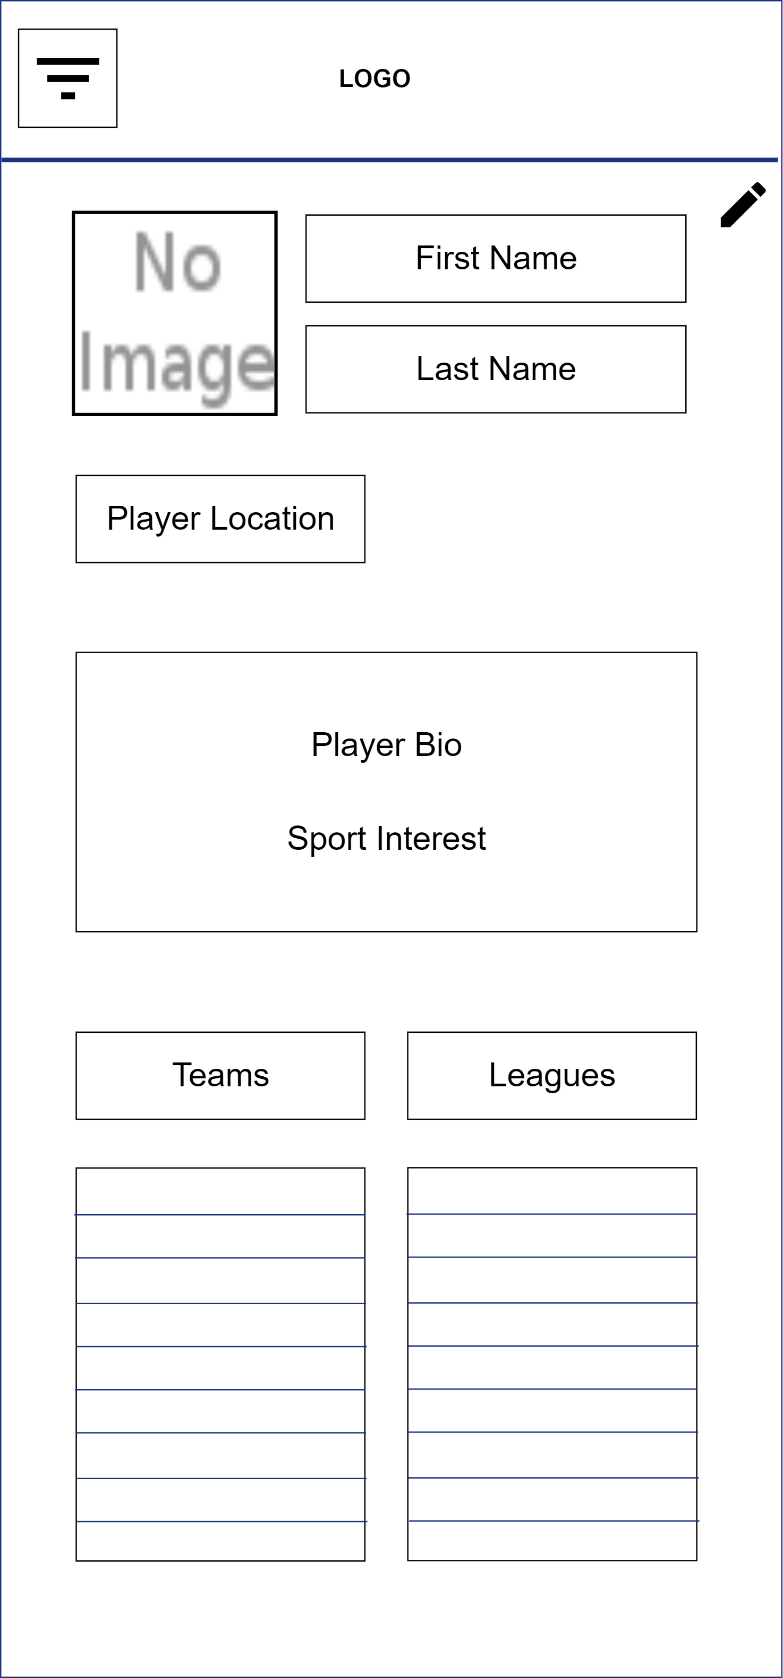 LOGO
No
Image
First Name
Last Name
Player Location
Player Bio
Sport Interest
Teams
Leagues